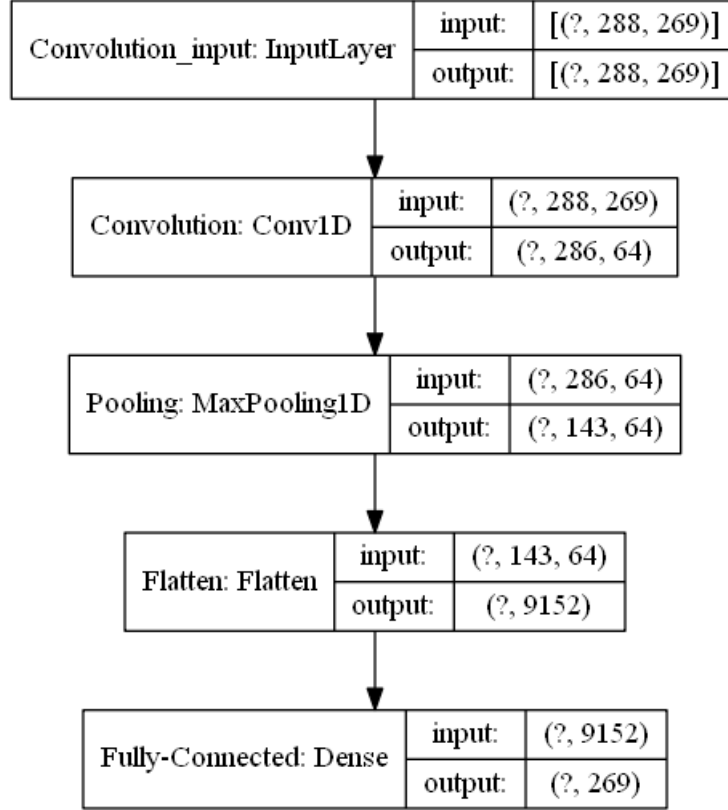 Convolution_input: InputLayer
input: [(?, 288, 269)]
output: [(?, 288, 269)]
Convolution: Conv1D
input: (?, 288, 269)
output: (?, 286, 64)
Pooling: MaxPooling1D
input: (?, 286, 64)
output: (?, 143, 64)
Flatten: Flatten
input: (?, 143, 64)
output: (?, 9152)
Fully-Connected: Dense
input: (?, 9152)
output: (?, 269)